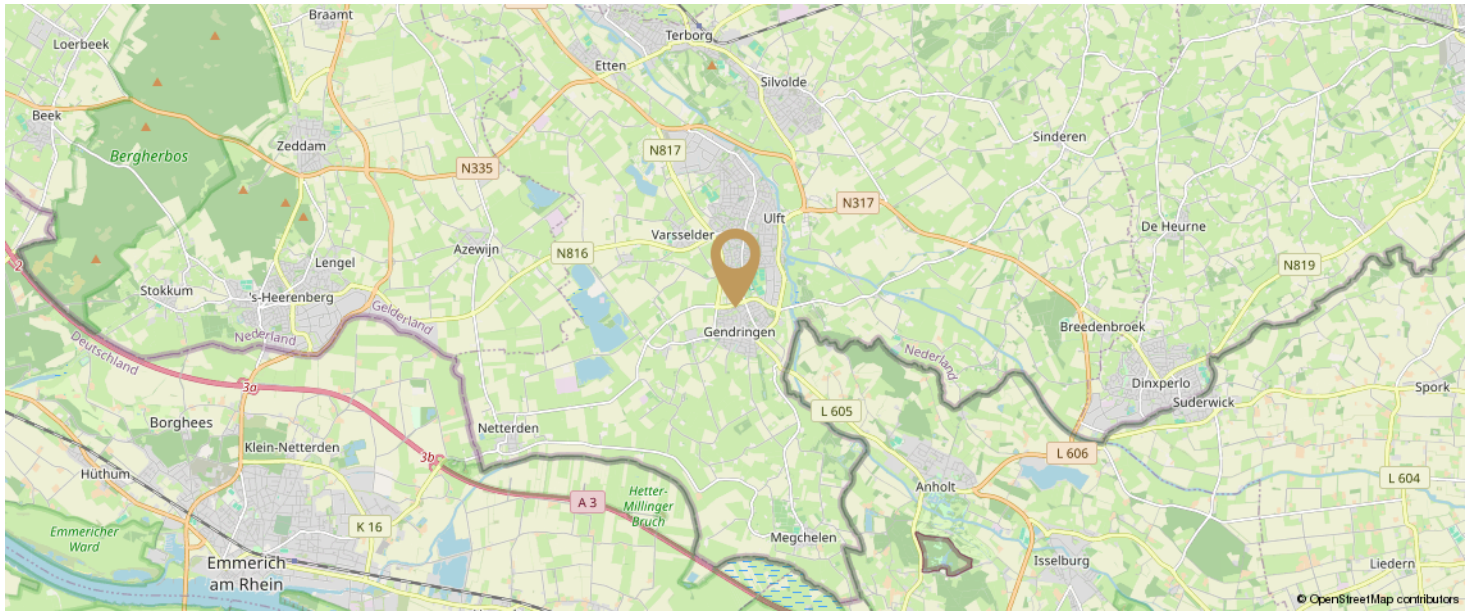 Braamt
Loerbeek
Terborg
Etten
Silvolde
Beek
Bergherbos
Zeddam
N817
Sinderen
N335
N317
Ulft
Varsselder
De Heurne
Azewijn
N816
Lengel
2
N819
Stokkum
's-Heerenberg
Gelderland
Nederland
Deutschland
Gendringen
Breedenbroek
Nederland
3a
Dinxperlo
Spork
Suderwick
L 605
Borghees
Netterden
Klein-Netterden
3b
L 606
Hüthum
L 604
Anholt
A 3
Hetter-
Millinger
Bruch
K 16
Emmericher
Ward
Megchelen
Emmerich
am Rhein
Isselburg
Liedern
© OpenStreetMap contributors